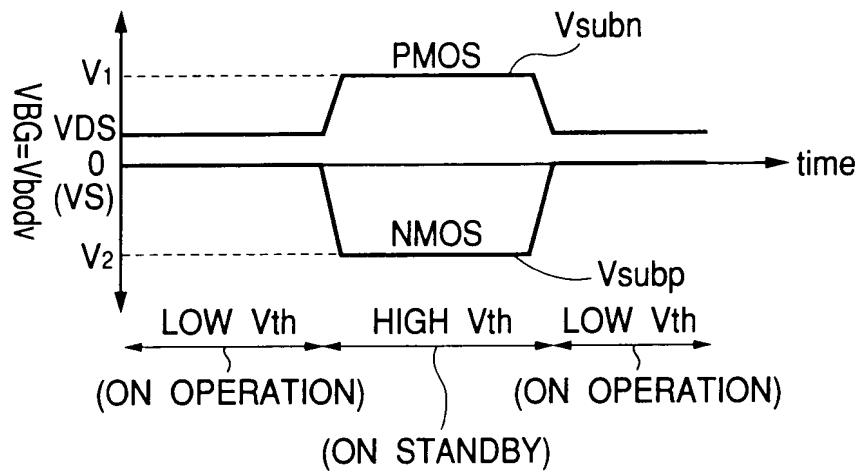 Vsubn
PMOS
V1
VBG=Vbody
VDS
0
time
(VS)
NMOS
V2
Vsubp
LOW Vth
HIGH Vth
LOW Vth
(ON OPERATION)
(ON OPERATION)
(ON STANDBY)